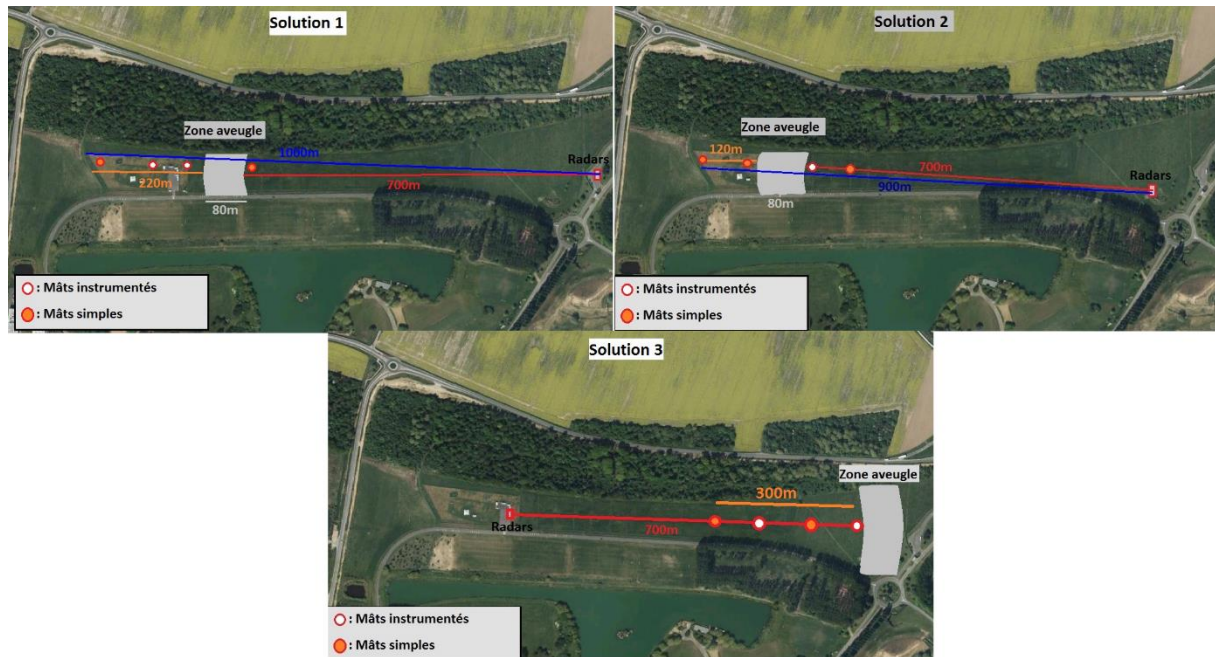 Solution 1
Zone aveugle
1000m
Radars
220m
700m
80m
: Mâts instrumentés
: Mâts simples
Solution 2
Zone aveugle
120m
700m
Radars
900m
80m
: Mâts instrumentés
: Mâts simples
Solution 3
Zone aveugle
300m
Radars
700m
: Mâts instrumentés
: Mâts simples